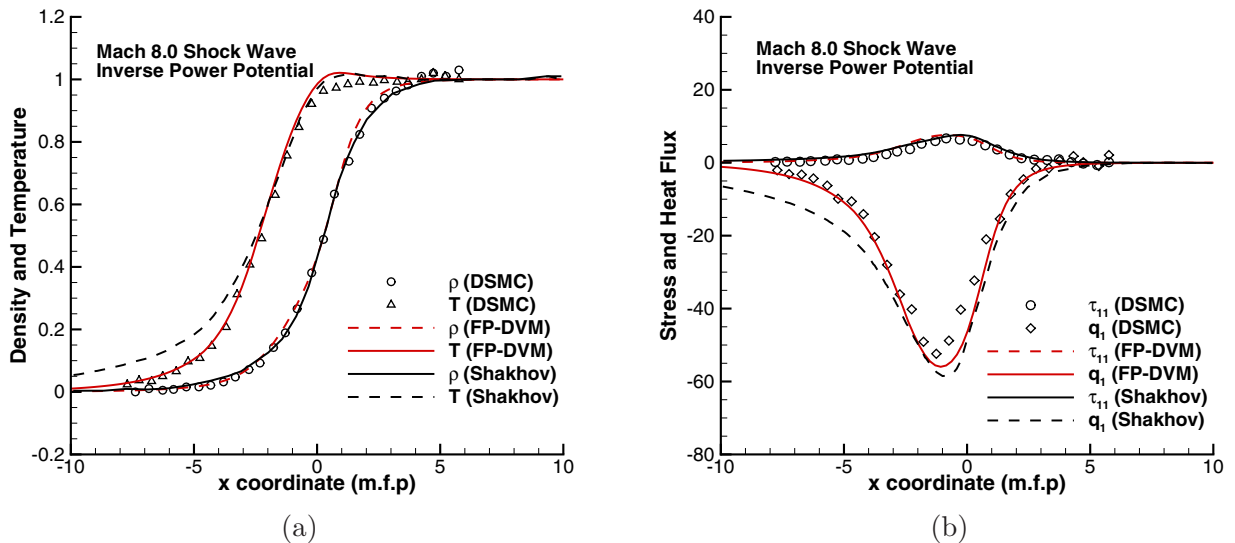 Mach 8.0 Shock Wave
Inverse Power Potential
Density and Temperature
1.2
1
0.8
0.6
0.4
0.2
0
-0.2
-10
-5
0
5
10
x coordinate (m.f.p)
ρ (DSMC)
T (DSMC)
ρ (FP-DVM)
T (FP-DVM)
ρ (Shakhov)
T (Shakhov)
(a)
Mach 8.0 Shock Wave
Inverse Power Potential
Stress and Heat Flux
40
20
0
-20
-40
-60
-80
-10
-5
0
5
10
x coordinate (m.f.p)
τ₁₁ (DSMC)
q₁ (DSMC)
τ₁₁ (FP-DVM)
q₁ (FP-DVM)
τ₁₁ (Shakhov)
q₁ (Shakhov)
(b)